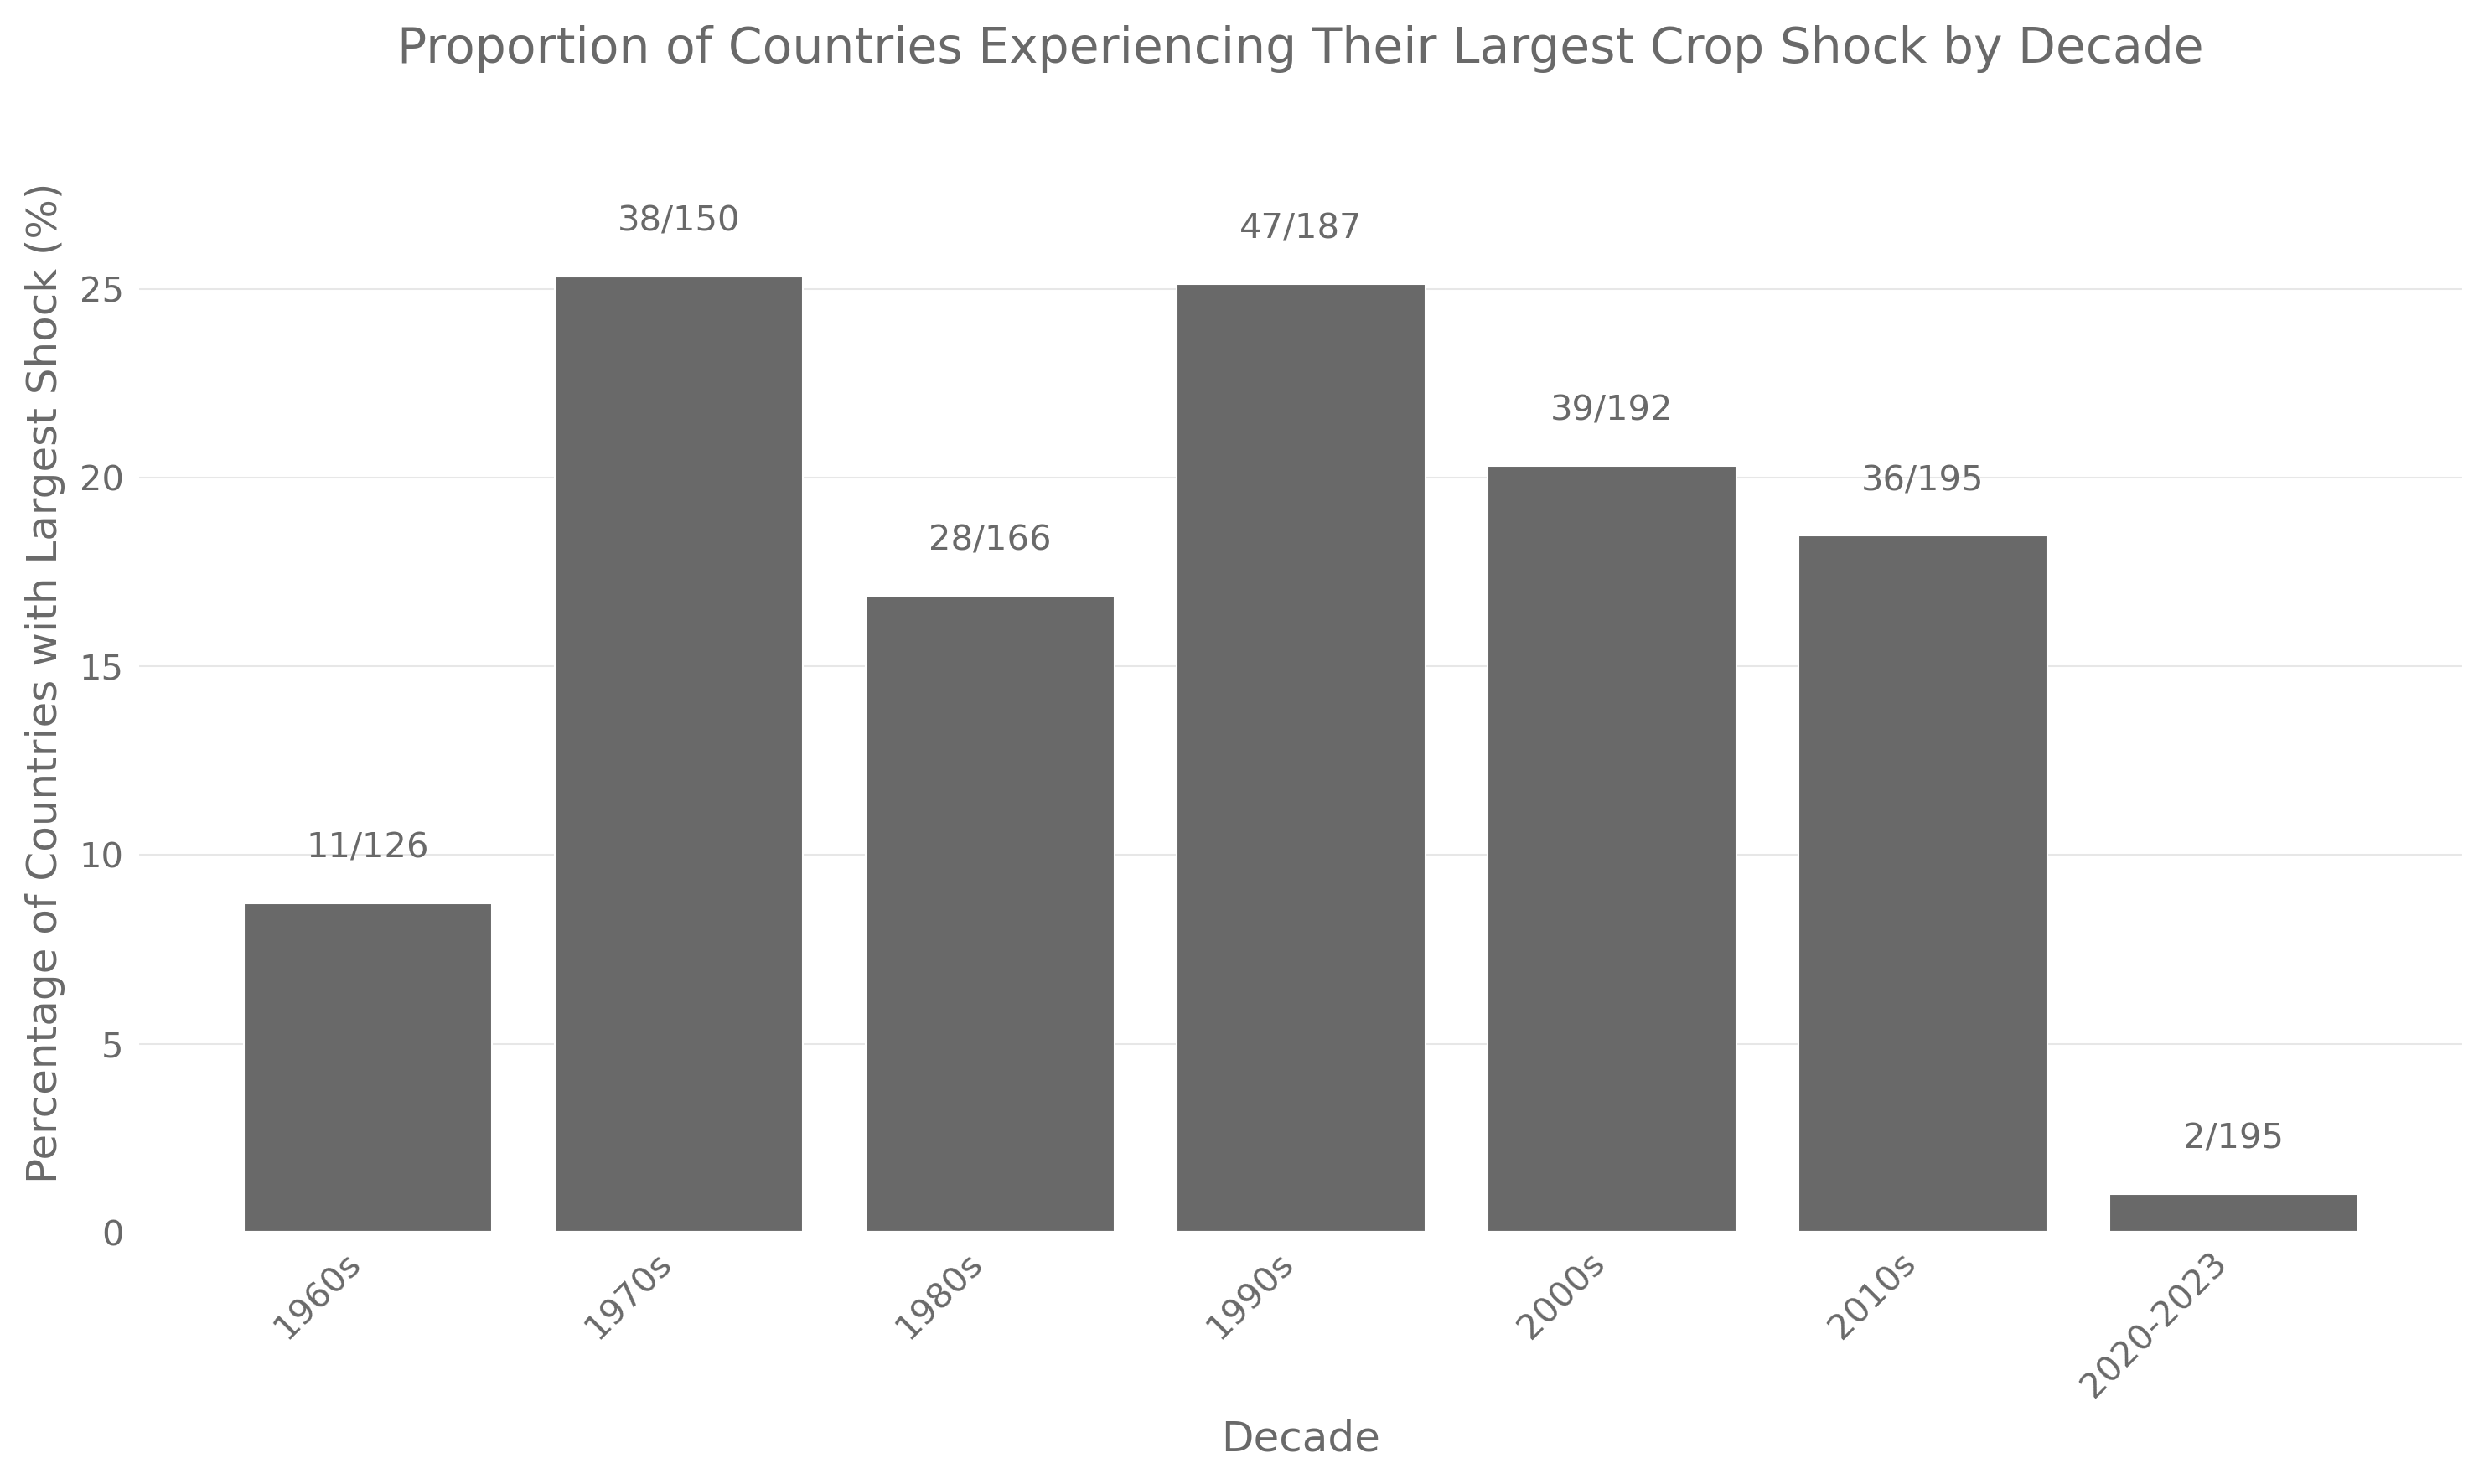 Proportion of Countries Experiencing Their Largest Crop Shock by Decade
Percentage of Countries with Largest Shock (%)
25
20
15
10
5
0
11/126
38/150
28/166
47/187
39/192
36/195
2/195
1960s
1970s
1980s
1990s
2000s
2010s
2020-2023
Decade